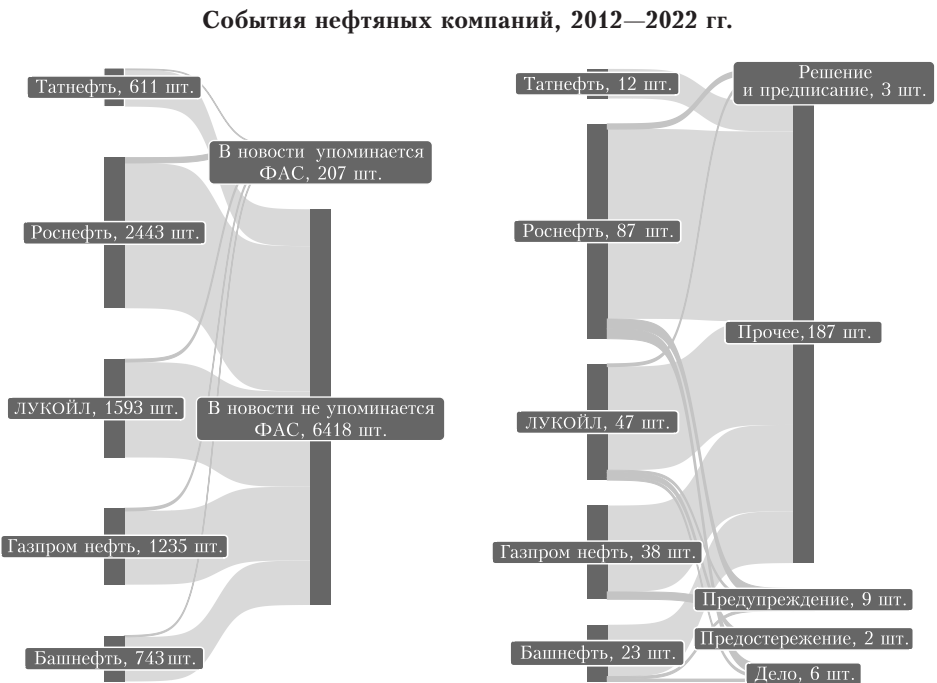 События нефтяных компаний, 2012—2022 гг.
Татнефть, 611 шт.
В новости упоминается
ФАС, 207 шт.
Роснефть, 2443 шт.
ЛУКОЙЛ, 1593 шт.
В новости не упоминается
ФАС, 6418 шт.
Газпром нефть, 1235 шт.
Башнефть, 743 шт.
Татнефть, 12 шт.
Решение
и предписание, 3 шт.
Роснефть, 87 шт.
Прочее, 187 шт.
ЛУКОЙЛ, 47 шт.
Газпром нефть, 38 шт.
Предупреждение, 9 шт.
Предостережение, 2 шт.
Башнефть, 23 шт.
Дело, 6 шт.